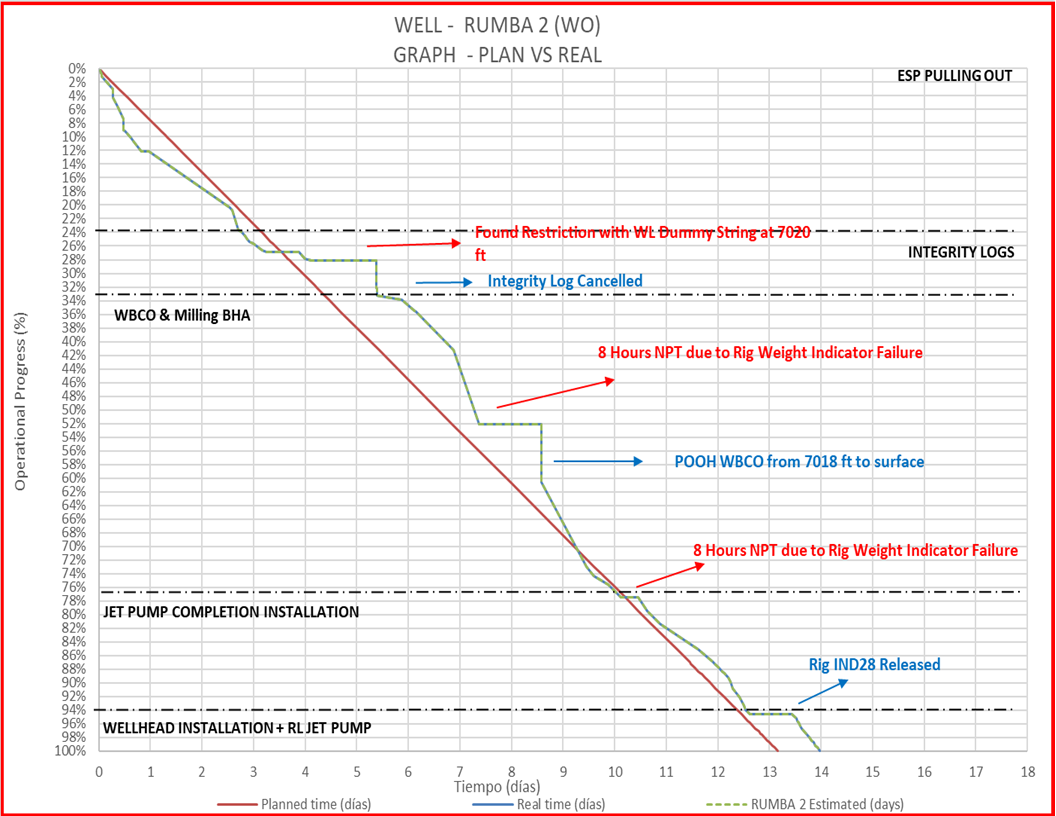 WELL - RUMBA 2 (WO)
GRAPH - PLAN VS REAL
Operational Progress (%)
0%
2%
4%
6%
8%
10%
12%
14%
16%
18%
20%
22%
24%
26%
28%
30%
32%
34%
36%
38%
40%
42%
44%
46%
48%
50%
52%
54%
56%
58%
60%
62%
64%
66%
68%
70%
72%
74%
76%
78%
80%
82%
84%
86%
88%
90%
92%
94%
96%
98%
100%
ESP PULLING OUT
Found Restriction with WL Dummy String at 7020
ft
INTEGRITY LOGS
Integrity Log Cancelled
WBCO & Milling BHA
8 Hours NPT due to Rig Weight Indicator Failure
POOH WBCO from 7018 ft to surface
8 Hours NPT due to Rig Weight Indicator Failure
JET PUMP COMPLETION INSTALLATION
Rig IND28 Released
WELLHEAD INSTALLATION + RL JET PUMP
0 1 2 3 4 5 6 7 8 9 10 11 12 13 14 15 16 17 18
Tiempo (días)
Planned time (días) Real time (días) RUMBA 2 Estimated (days)